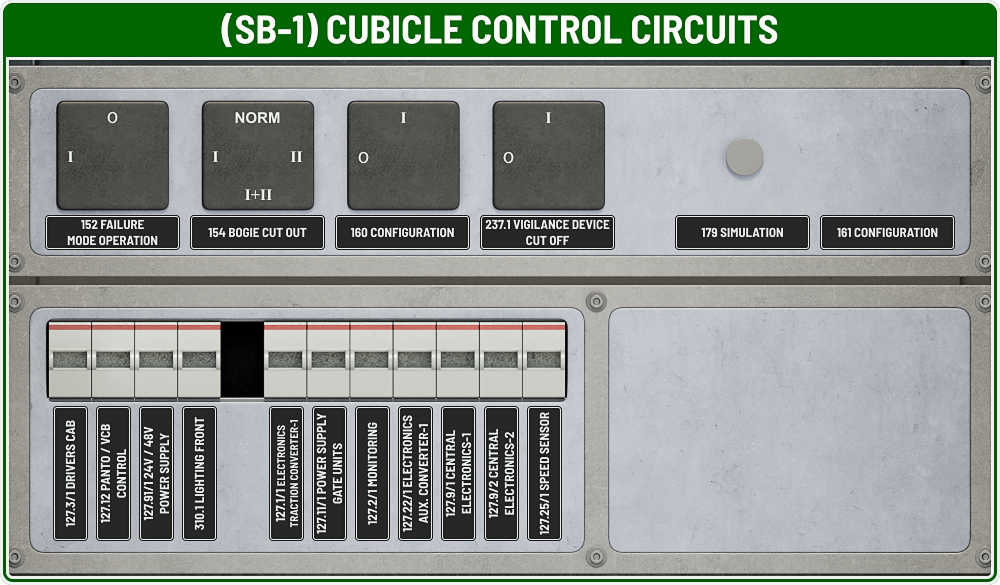 (SB-1) CUBICLE CONTROL CIRCUITS
O
I
NORM
I II
I+II
I
O
I
O
152 FAILURE
MODE OPERATION
154 BOGIE CUT OUT
160 CONFIGURATION
237.1 VIGILANCE DEVICE
CUT OFF
179 SIMULATION
161 CONFIGURATION
127.3/1 DRIVERS CAB
127.12 PANTO / VCB
CONTROL
127.91/1 24V / 48V
POWER SUPPLY
310.1 LIGHTING FRONT
127.1/1 ELECTRONICS
TRACTION CONVERTER-1
127.11/1 POWER SUPPLY
GATE UNITS
127.2/1 MONITORING
127.22/1 ELECTRONICS
AUX. CONVERTER-1
127.9/1 CENTRAL
ELECTRONICS-1
127.9/2 CENTRAL
ELECTRONICS-2
127.25/1 SPEED SENSOR